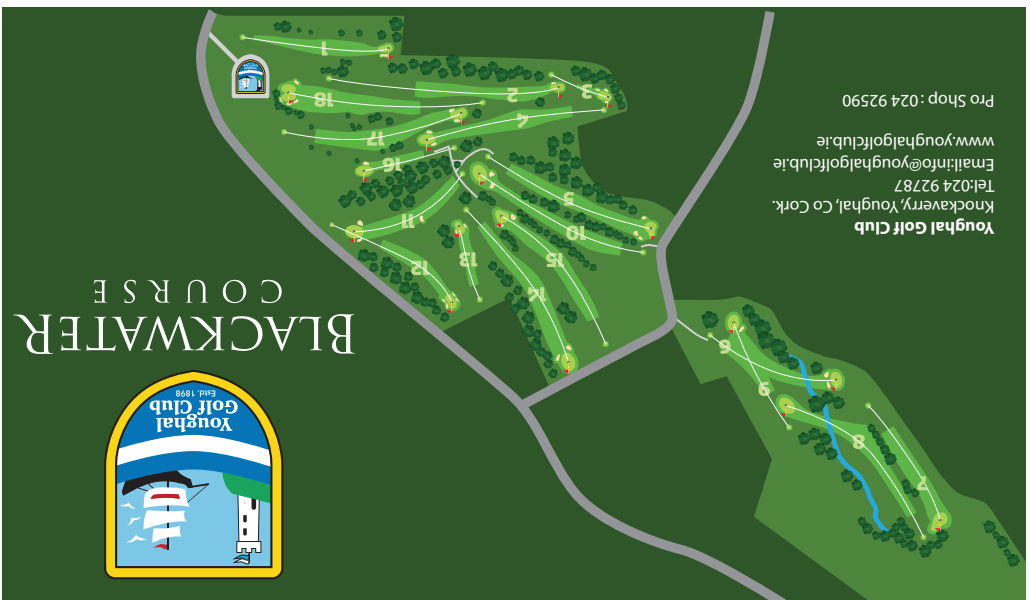 Youghal
Golf Club
Estd. 1898
BLACKWATER
COURSE
Youghal Golf Club
Knockaverry, Youghal, Co Cork.
Tel:024 92787
Email:info@youghalgolfclub.ie
www.youghalgolfclub.ie
Pro Shop : 024 92590
7
8
9
6
14
12
15
13
10
11
5
16
17
4
18
2
3
1